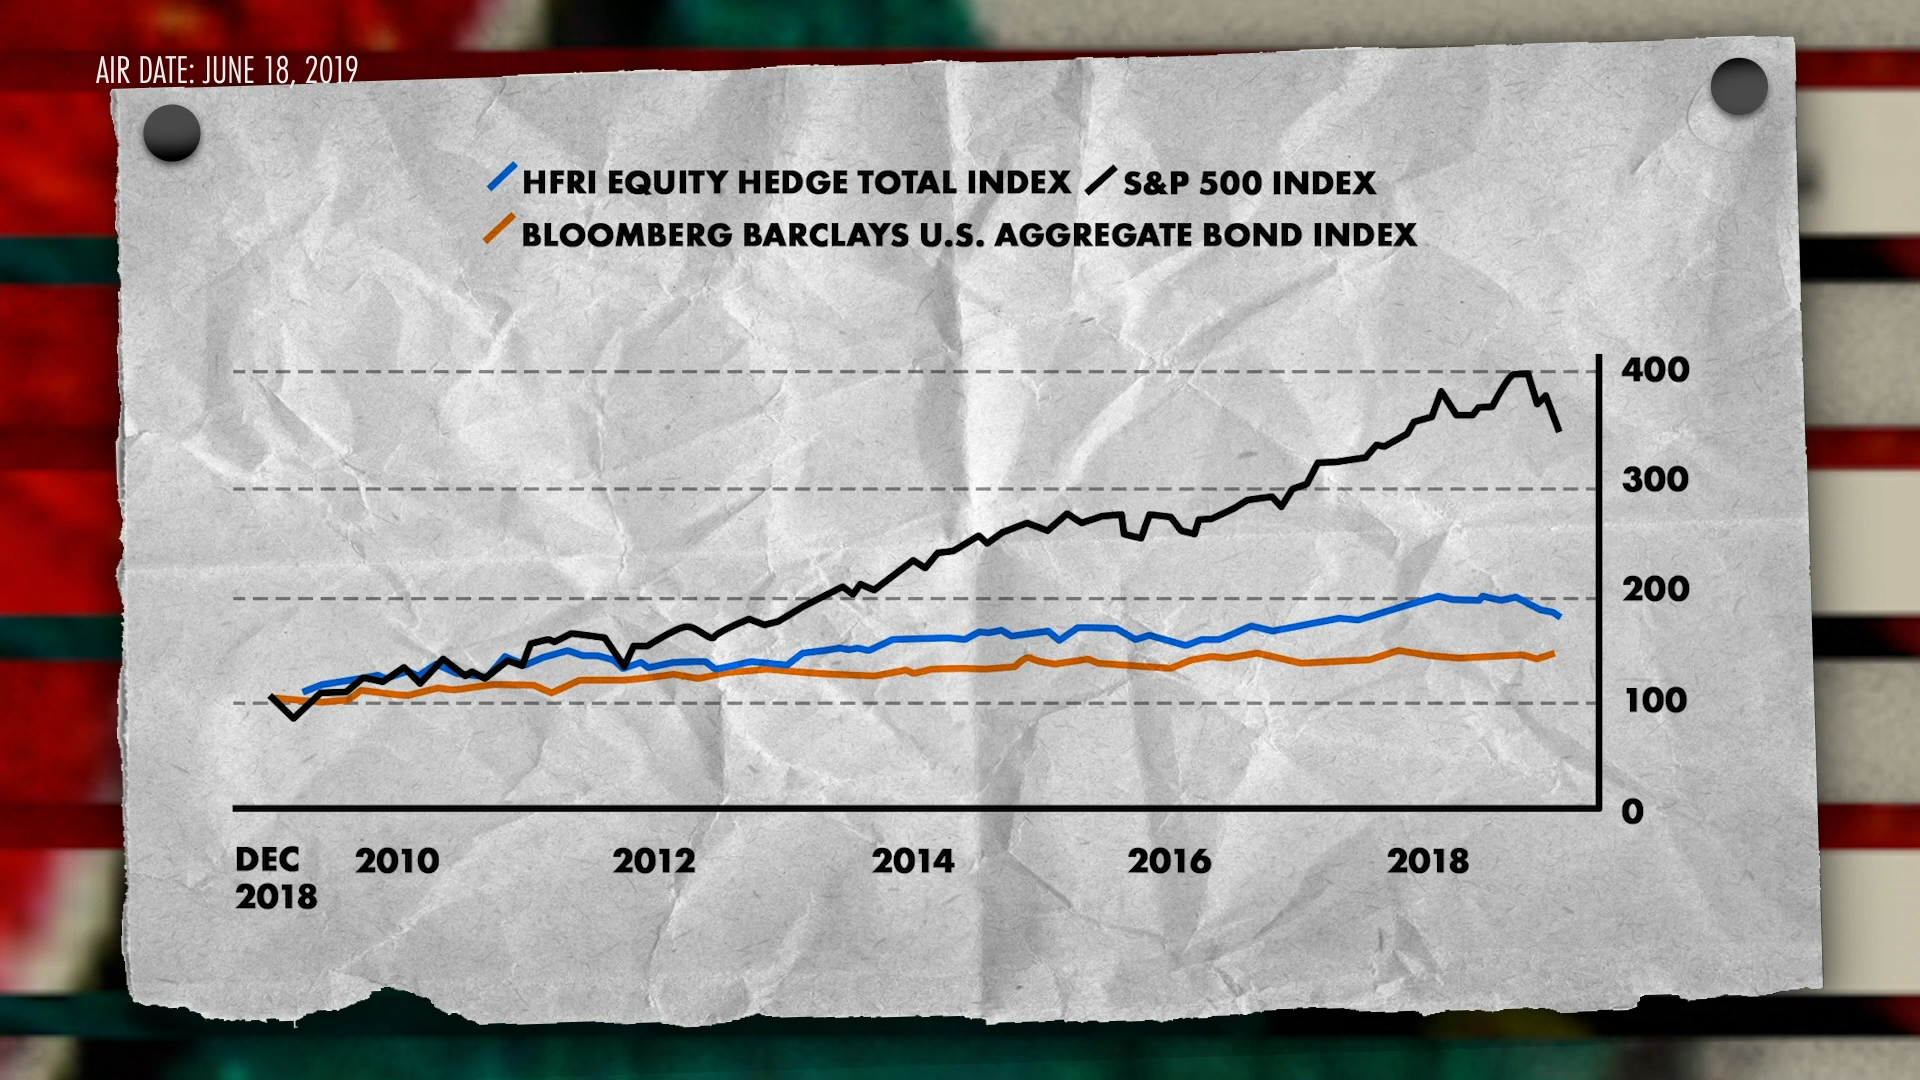 AIR DATE: JUNE 18, 2019
HFRI EQUITY HEDGE TOTAL INDEX S&P 500 INDEX
BLOOMBERG BARCLAYS U.S. AGGREGATE BOND INDEX
400
300
200
100
0
DEC 2010 2012 2014 2016 2018
2018